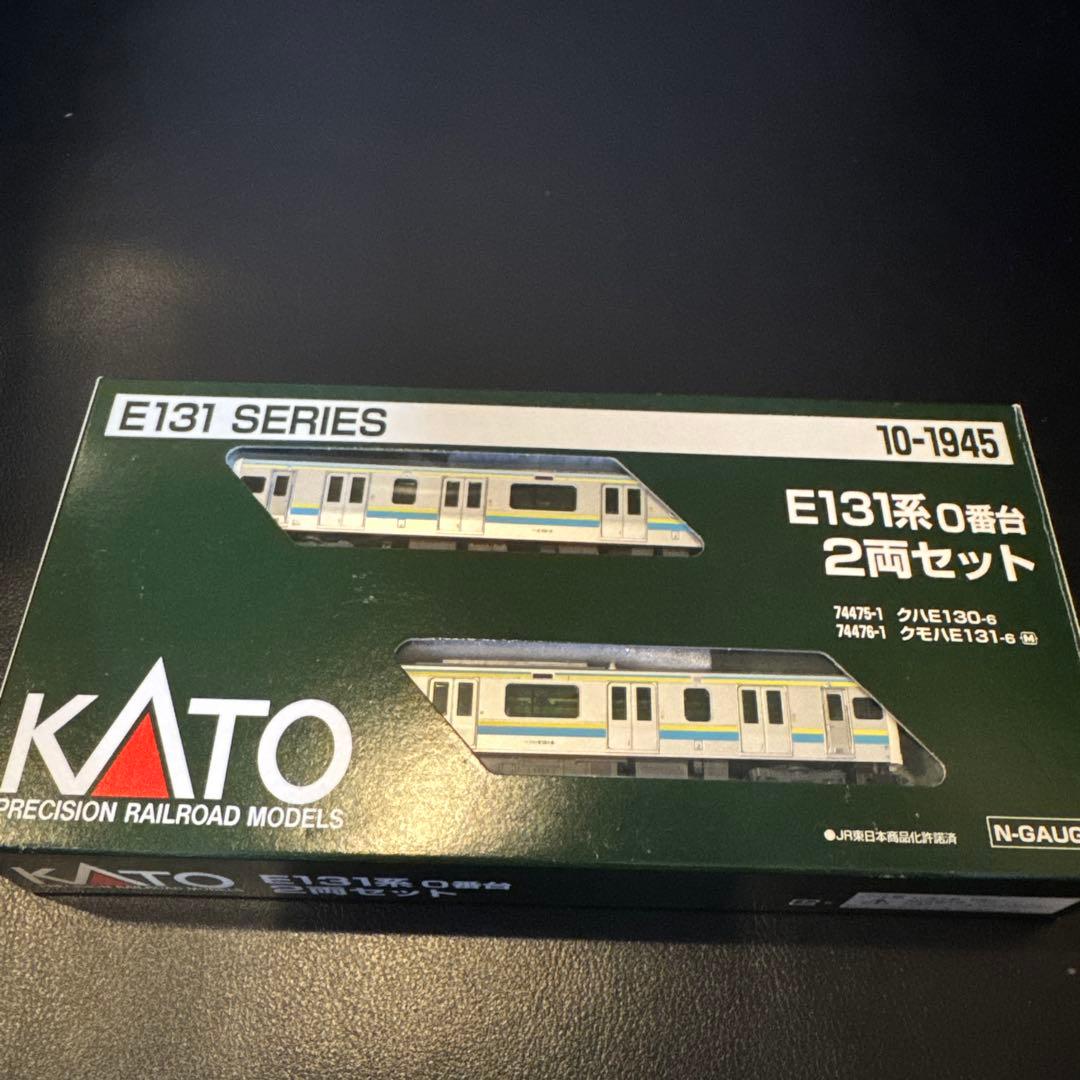 E131 SERIES
10-1945
E131系 0番台
2両セット
74475-1 クハE130-6
74476-1 クモハE131-6 M
KATO
PRECISION RAILROAD MODELS
●JR東日本商品化許諾済
N-GAUG
KATO
E131系 0番台
2両セット